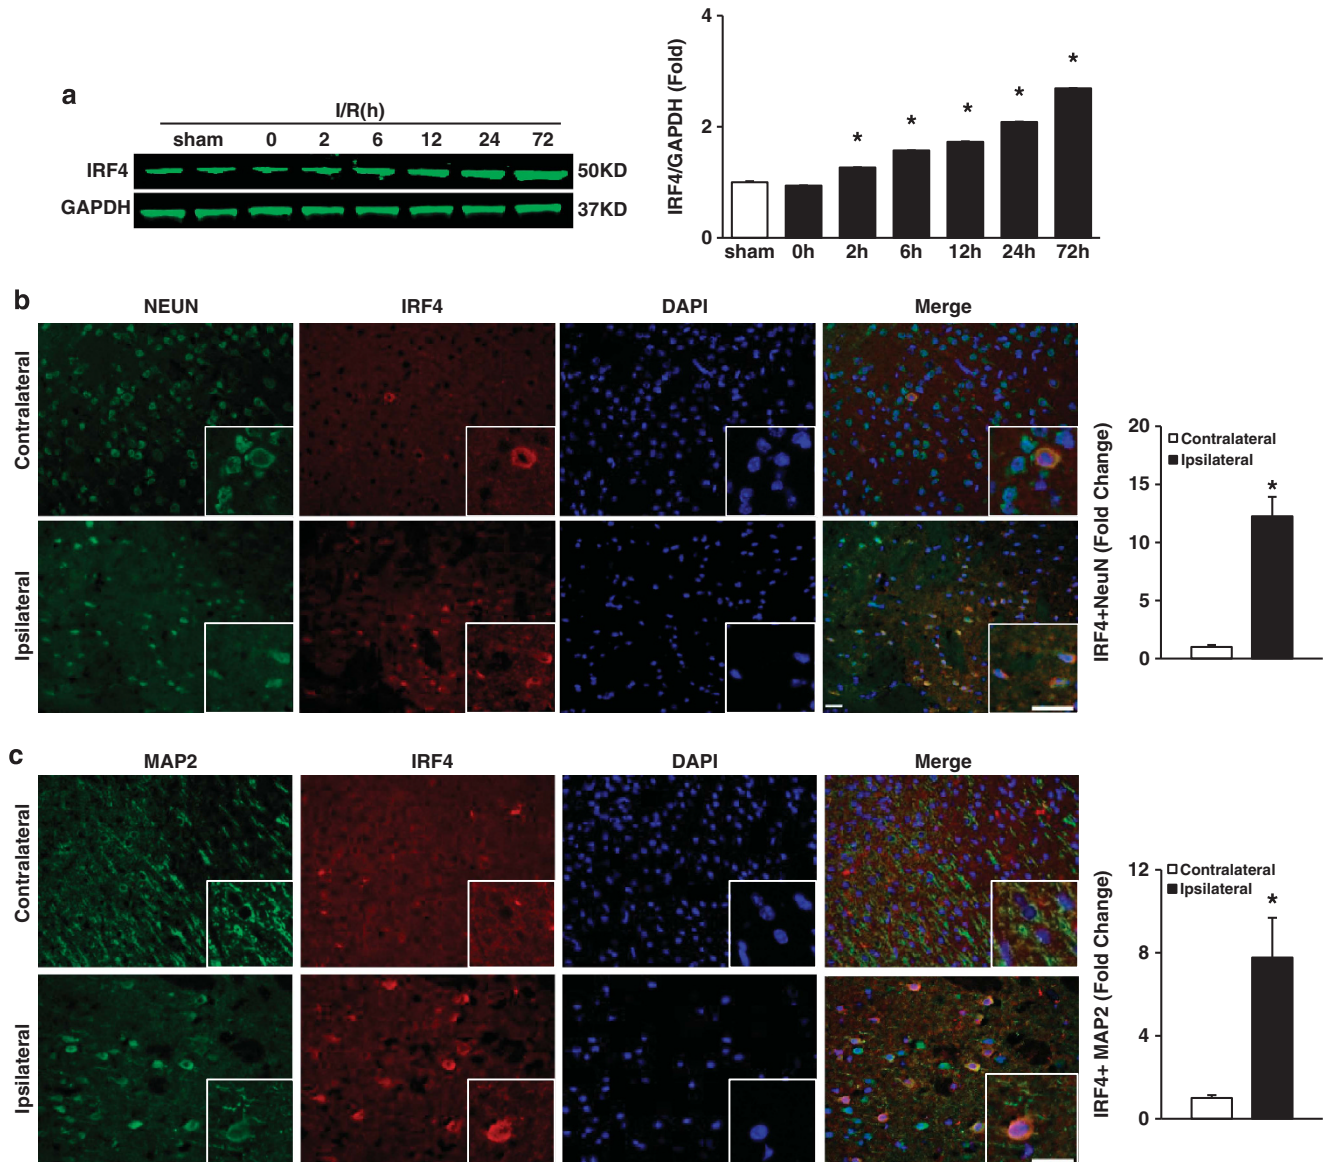 a
I/R(h)
sham 0 2 6 12 24 72
IRF4 50KD
GAPDH 37KD
IRF4/GAPDH (Fold)
4
2
0
* * * * *
sham 0h 2h 6h 12h 24h 72h
b
NEUN IRF4 DAPI Merge
Contralateral
Ipsilateral
IRF4+NeuN (Fold Change)
20
15
10
5
0
Contralateral
Ipsilateral
*
c
MAP2 IRF4 DAPI Merge
Contralateral
Ipsilateral
IRF4+ MAP2 (Fold Change)
12
8
4
0
Contralateral
Ipsilateral
*